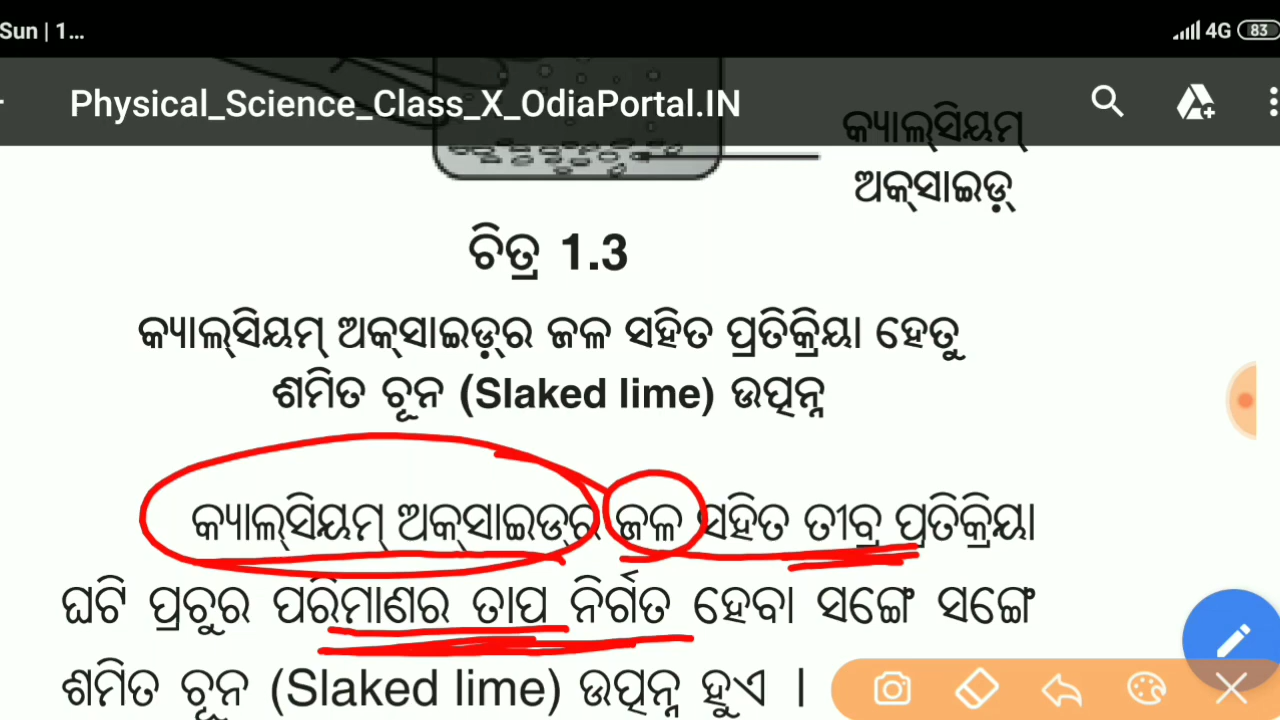 Sun | 1...
4G 83
Physical_Science_Class_X_OdiaPortal.IN
କ୍ୟାଲ୍‌ସିୟମ୍
ଅକ୍‌ସାଇଡ଼୍
ଚିତ୍ର 1.3
କ୍ୟାଲ୍‌ସିୟମ୍ ଅକ୍‌ସାଇଡ଼୍‌ର ଜଳ ସହିତ ପ୍ରତିକ୍ରିୟା ହେତୁ
ଶମିତ ଚୂନ (Slaked lime) ଉତ୍ପନ୍ନ
କ୍ୟାଲ୍‌ସିୟମ୍ ଅକ୍‌ସାଇଡ୍‌ର ଜଳ ସହିତ ତୀବ୍ର ପ୍ରତିକ୍ରିୟା
ଘଟି ପ୍ରଚୁର ପରିମାଣର ତାପ ନିର୍ଗତ ହେବା ସଙ୍ଗେ ସଙ୍ଗେ
ଶମିତ ଚୂନ (Slaked lime) ଉତ୍ପନ୍ନ ହୁଏ ।